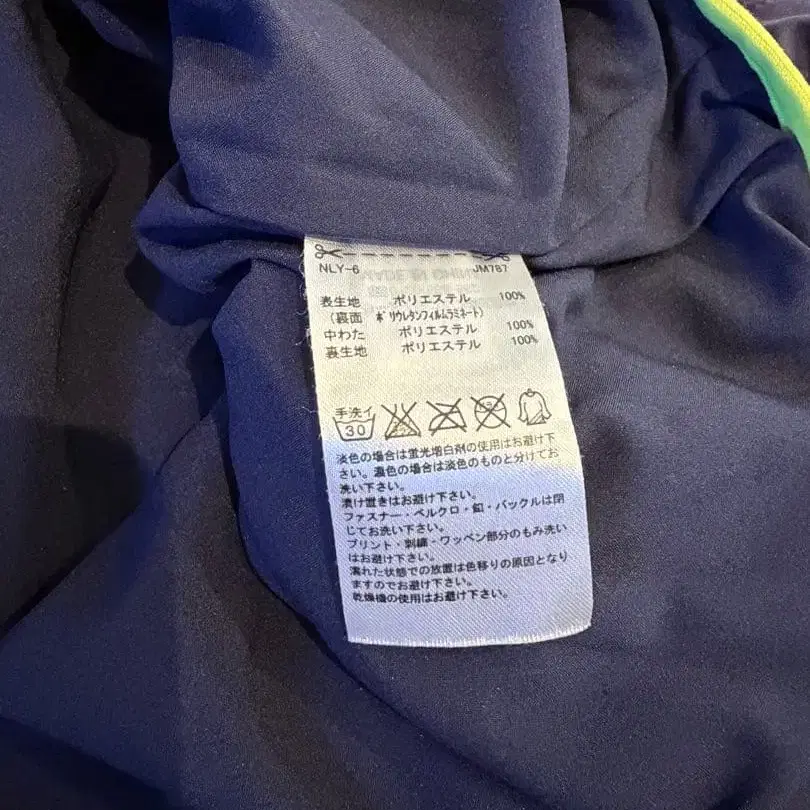 NLY-6 JM787
表生地 ポリエステル 100%
(裏面 ポリウレタンフィルムラミネート)
中わた ポリエステル 100%
裏生地 ポリエステル 100%
手洗イ
30
淡色の場合は蛍光増白剤の使用はお避け下
さい。濃色の場合は淡色のものと分けてお
洗い下さい。
漬け置きはお避け下さい。
ファスナー・ベルクロ・釦・バックルは閉
じてお洗い下さい。
プリント・刺繍・ワッペン部分のもみ洗い
はお避け下さい。
濡れた状態での放置は色移りの原因となり
ますのでお避け下さい。
乾燥機の使用はお避け下さい。